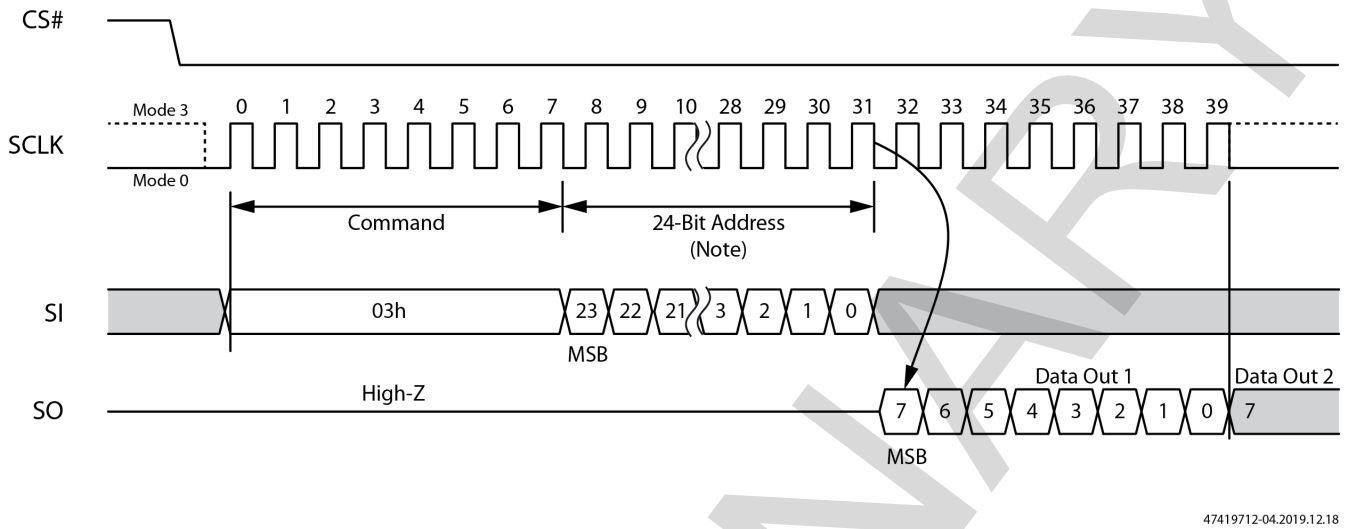 CS#
Mode 3 0 1 2 3 4 5 6 7 8 9 10 28 29 30 31 32 33 34 35 36 37 38 39
SCLK
Mode 0
Command 24-Bit Address
(Note)
SI 03h 23 22 21 3 2 1 0
MSB
Data Out 1 Data Out 2
High-Z
SO 7 6 5 4 3 2 1 0 7
MSB
NARY
47419712-04.2019.12.18